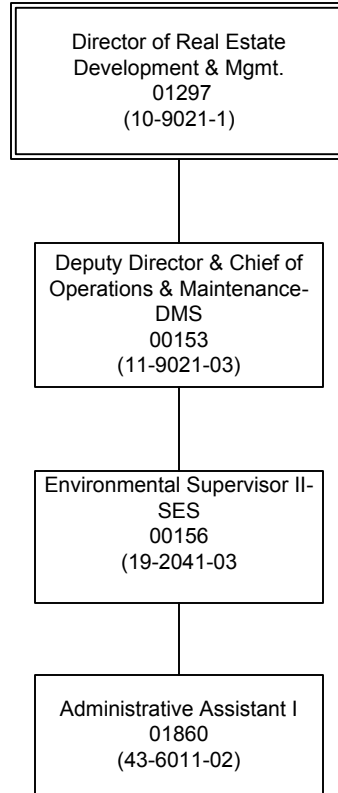 Director of Real Estate
Development & Mgmt.
01297
(10-9021-1)
Deputy Director & Chief of
Operations & Maintenance-
DMS
00153
(11-9021-03)
Environmental Supervisor II-
SES
00156
(19-2041-03
Administrative Assistant I
01860
(43-6011-02)